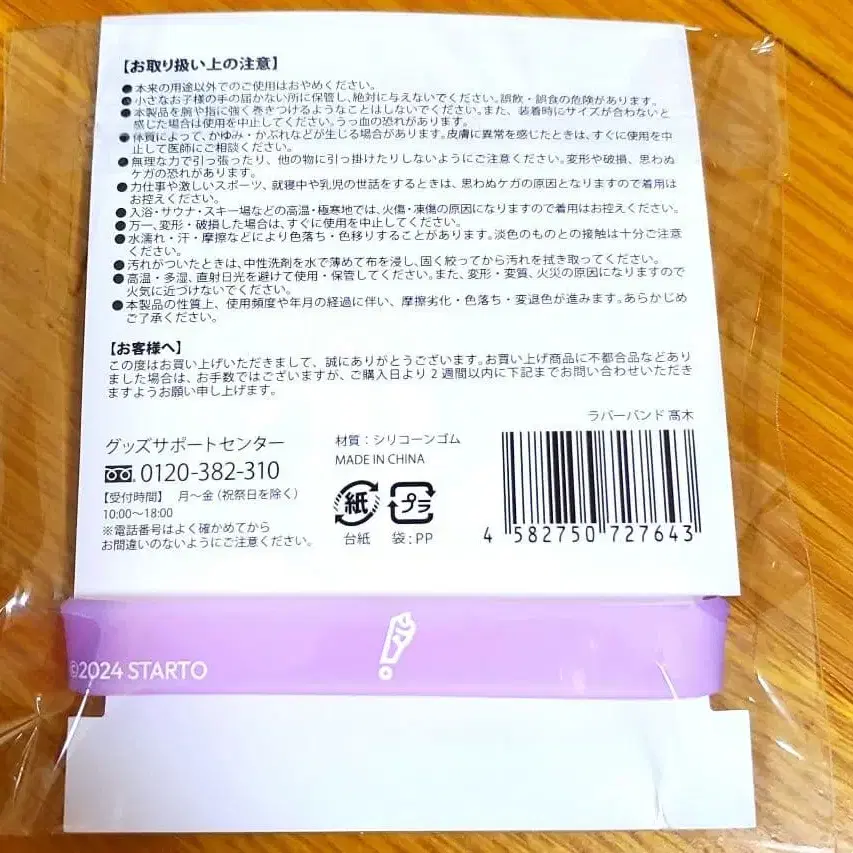 【お取り扱い上の注意】
●本来の用途以外でのご使用はおやめください。
●小さなお子様の手の届かない所に保管し、絶対に与えないでください。誤飲・誤食の危険があります。
●本製品を腕や指に強く巻きつけるようなことはしないでください。また、装着時にサイズが合わないと
感じた場合は使用を中止してください。うっ血の恐れがあります。
●体質によって、かゆみ・かぶれなどが生じる場合があります。皮膚に異常を感じたときは、すぐに使用を中
止して医師にご相談ください。
●無理な力で引っ張ったり、他の物に引っ掛けたりしないようにご注意ください。変形や破損、思わぬ
ケガの恐れがあります。
●力仕事や激しいスポーツ、就寝中や乳児の世話をするときは、思わぬケガの原因となりますので着用は
お控えください。
●入浴・サウナ・スキー場などの高温・極寒地では、火傷・凍傷の原因になりますので着用はお控えください。
●万一、変形・破損した場合は、すぐに使用を中止してください。
●水濡れ・汗・摩擦などにより色落ち・色移りすることがあります。淡色のものとの接触は十分ご注意
ください。
●汚れがついたときは、中性洗剤を水で薄めて布を浸し、固く絞ってから汚れを拭き取ってください。
●高温・多湿、直射日光を避けて使用・保管してください。また、変形・変質、火災の原因になりますので
火気に近づけないでください。
●本製品の性質上、使用頻度や年月の経過に伴い、摩擦劣化・色落ち・変退色が進みます。あらかじめ
ご了承ください。
【お客様へ】
この度はお買い上げいただきまして、誠にありがとうございます。お買い上げ商品に不都合品などあり
ました場合は、お手数ではございますが、ご購入日より2週間以内に下記までお問い合わせいただき
ますようお願い申し上げます。
ラバーバンド 髙木
グッズサポートセンター
0120-382-310
【受付時間】 月～金（祝祭日を除く）
10:00～18:00
※電話番号はよく確かめてから
お間違いのないようにご注意ください。
材質：シリコーンゴム
MADE IN CHINA
紙
台紙
プラ
袋：PP
4 582750 727643
©2024 STARTO